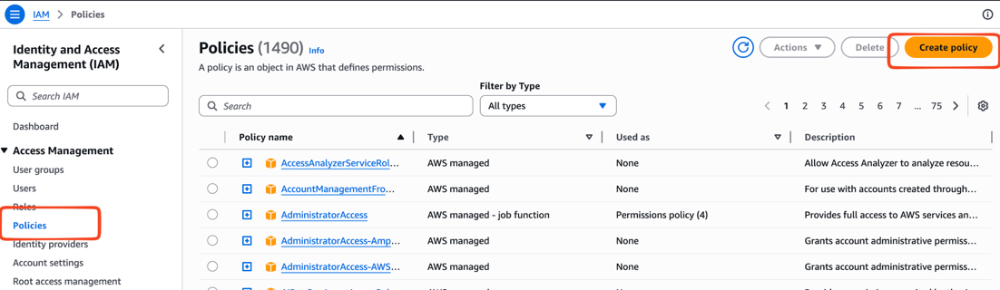 IAM > Policies
Identity and Access Management (IAM)
Search IAM
Dashboard
Access Management
User groups
Users
Roles
Policies
Identity providers
Account settings
Root access management
Policies (1490) Info
A policy is an object in AWS that defines permissions.
Actions
Delete
Create policy
Filter by Type
Search
All types
1 2 3 4 5 6 7 ... 75
Policy name Type Used as Description
AccessAnalyzerServiceRol... AWS managed None Allow Access Analyzer to analyze resou...
AccountManagementFro... AWS managed None For use with accounts created through...
AdministratorAccess AWS managed - job function Permissions policy (4) Provides full access to AWS services an...
AdministratorAccess-Amp... AWS managed None Grants account administrative permiss...
AdministratorAccess-AWS... AWS managed None Grants account administrative permiss...